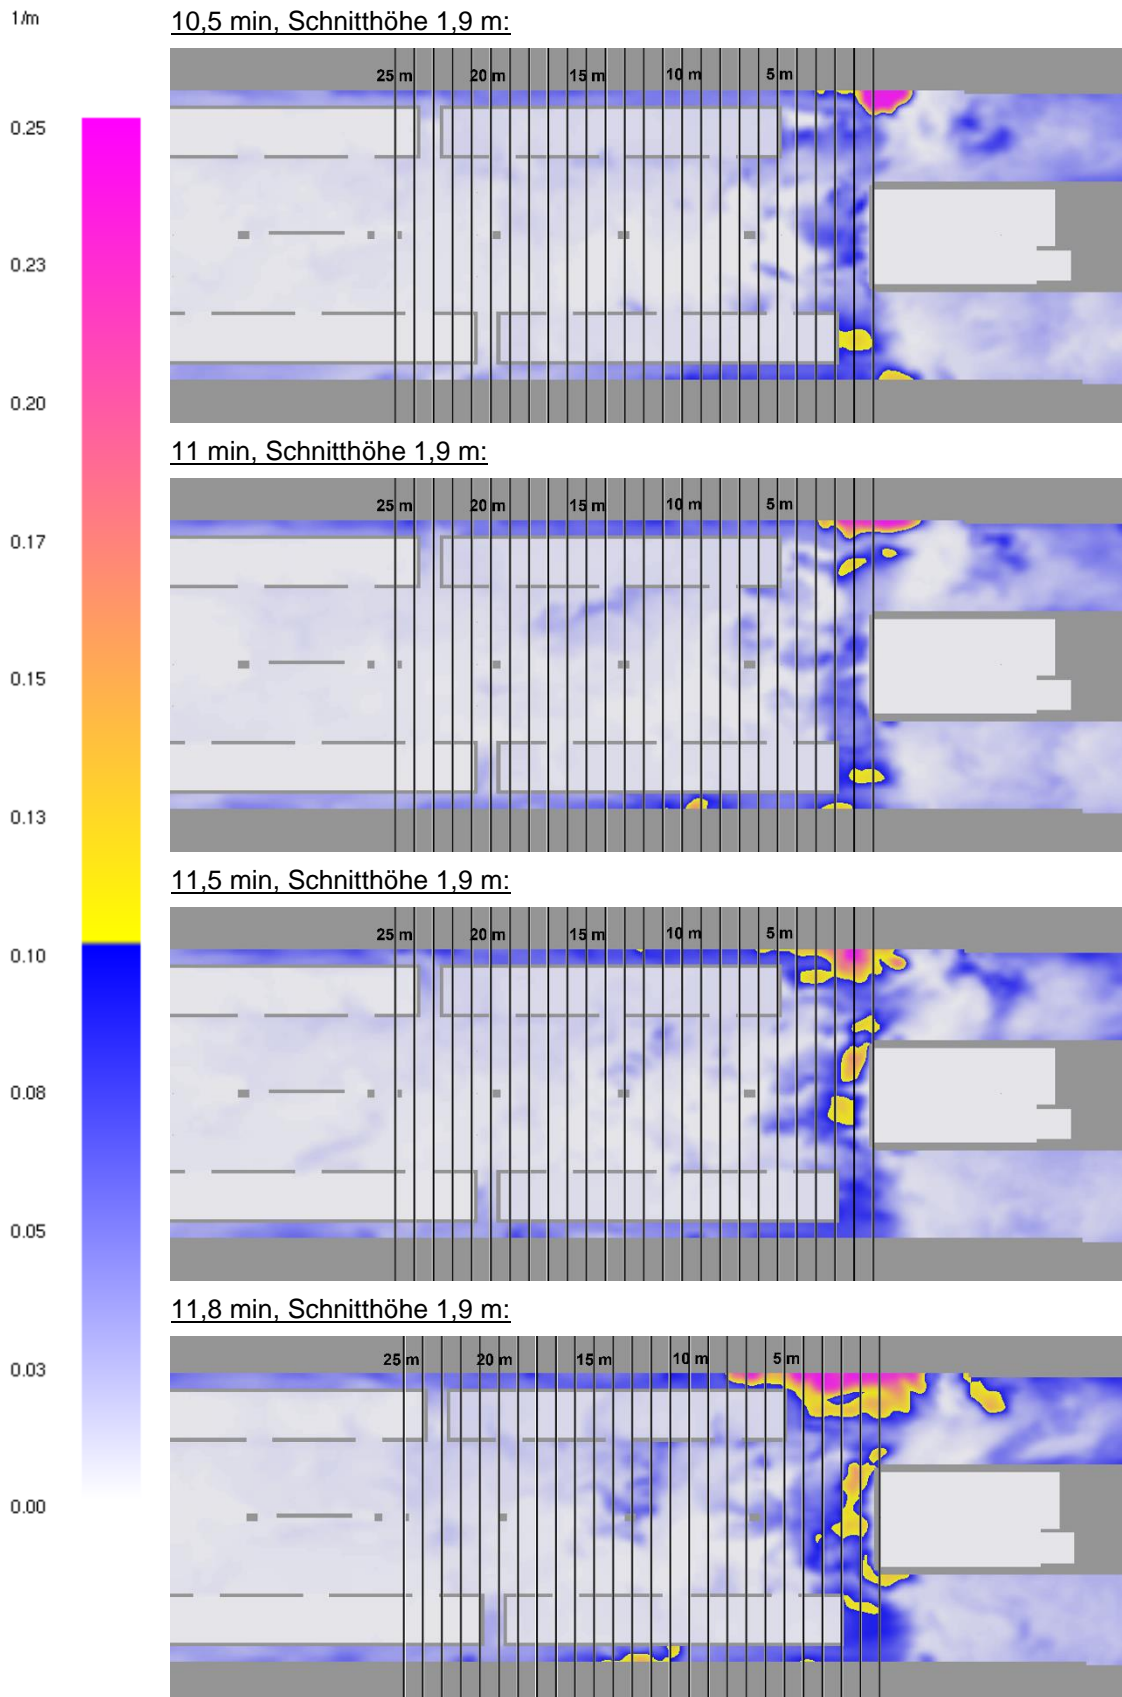 1/m
0.25
0.23
0.20
0.17
0.15
0.13
0.10
0.08
0.05
0.03
0.00
10,5 min, Schnitthöhe 1,9 m:
25 m 20 m 15 m 10 m 5 m
11 min, Schnitthöhe 1,9 m:
25 m 20 m 15 m 10 m 5 m
11,5 min, Schnitthöhe 1,9 m:
25 m 20 m 15 m 10 m 5 m
11,8 min, Schnitthöhe 1,9 m:
25 m 20 m 15 m 10 m 5 m